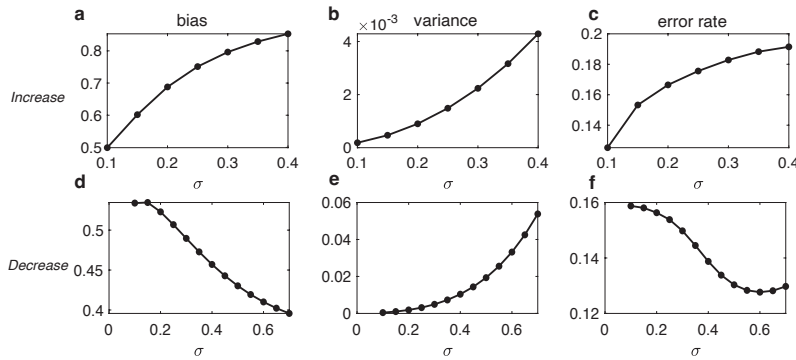 a bias b variance c error rate
×10⁻³
0.8 4 0.2
0.7 0.18
Increase 0.6 2 0.16
0.14
0.5 0 0.12
0.1 0.2 0.3 0.4 0.1 0.2 0.3 0.4 0.1 0.2 0.3 0.4
σ σ σ
d e f
0.06 0.16
0.5
0.04
Decrease 0.45 0.14
0.02
0.4 0 0.12
0 0.2 0.4 0.6 0 0.2 0.4 0.6 0 0.2 0.4 0.6
σ σ σ